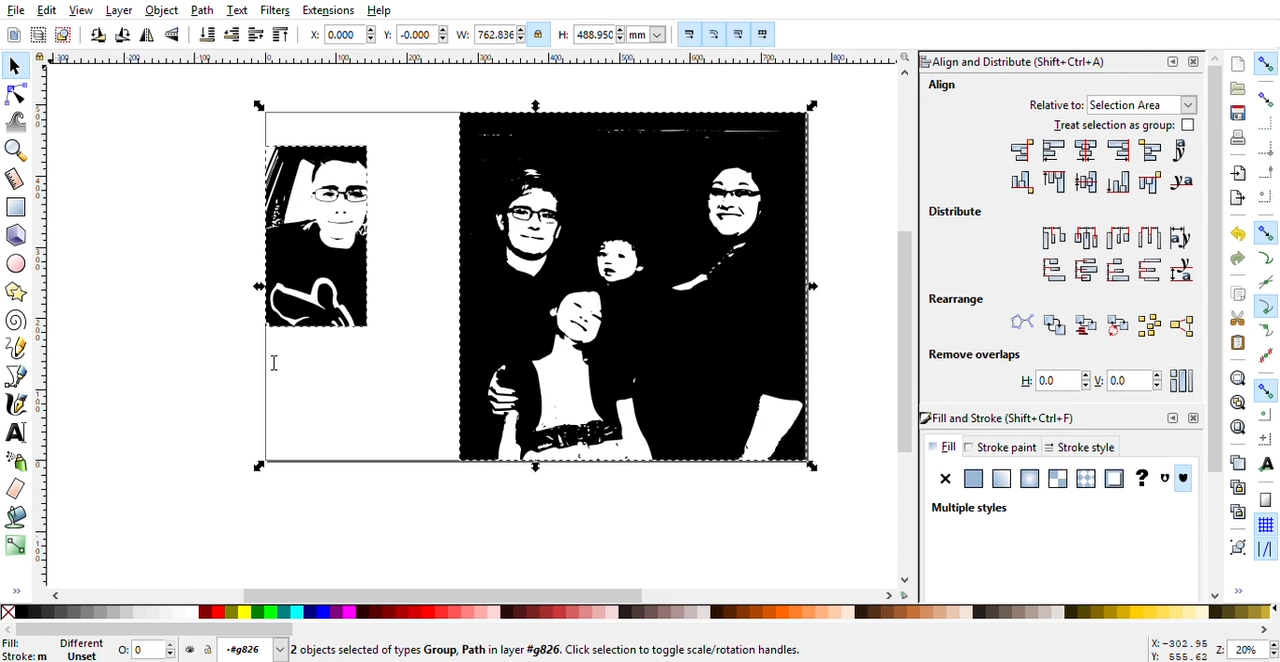 File Edit View Layer Object Path Text Filters Extensions Help
X: 0.000 Y: -0.000 W: 762.836 H: 488.950 mm
Align and Distribute (Shift+Ctrl+A)
Align
Relative to: Selection Area
Treat selection as group:
Distribute
Rearrange
Remove overlaps
H: 0.0 V: 0.0
Fill and Stroke (Shift+Ctrl+F)
Fill Stroke paint Stroke style
Multiple styles
Fill: Different O: 0 -#g826 2 objects selected of types Group, Path in layer #g826. Click selection to toggle scale/rotation handles. X: -302.95 Z: 20%
Stroke: m Unset Y: 555.62